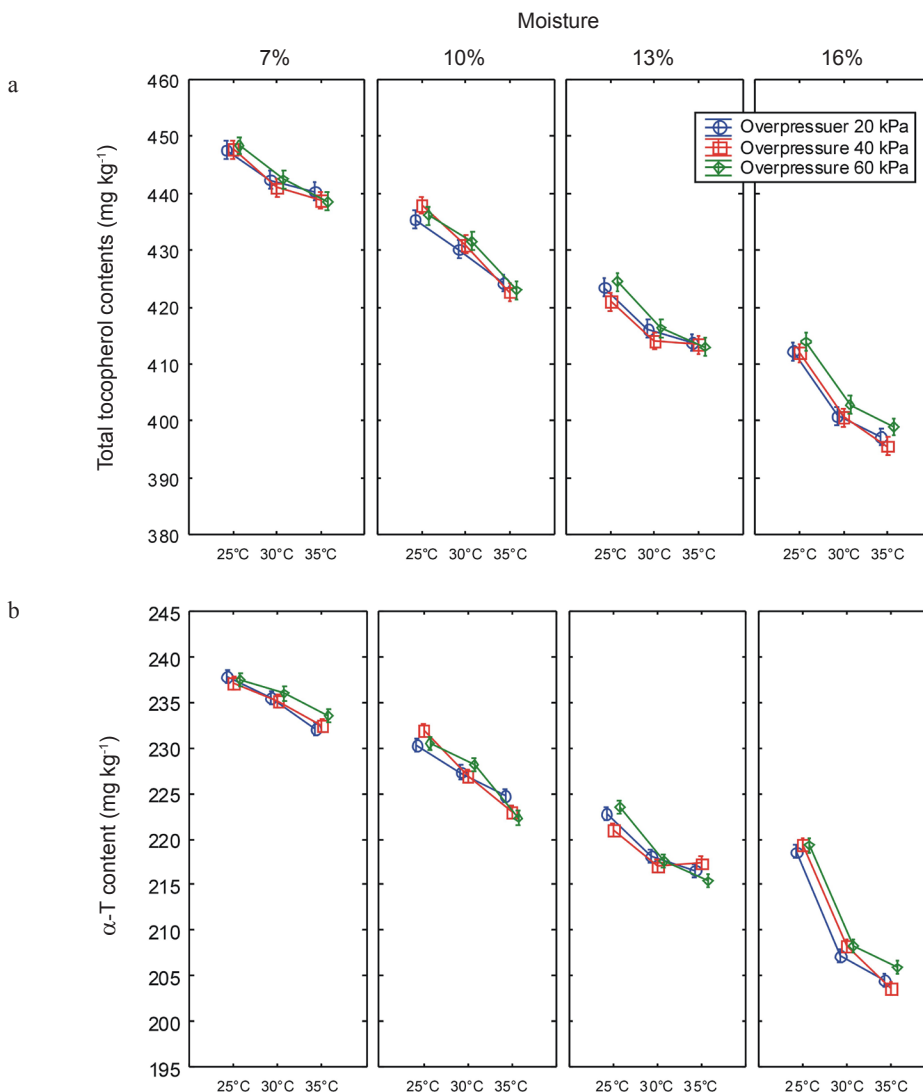 Moisture
7% 10% 13% 16%
a
Total tocopherol contents (mg kg⁻¹)
460
450
440
430
420
410
400
390
380
Overpressuer 20 kPa
Overpressure 40 kPa
Overpressure 60 kPa
25°C 30°C 35°C 25°C 30°C 35°C 25°C 30°C 35°C 25°C 30°C 35°C
b
α-T content (mg kg⁻¹)
245
240
235
230
225
220
215
210
205
200
195
25°C 30°C 35°C 25°C 30°C 35°C 25°C 30°C 35°C 25°C 30°C 35°C